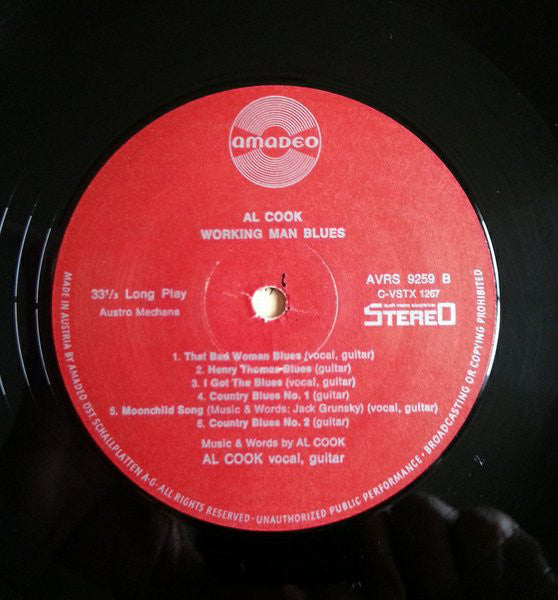 amaDeo
AL COOK
WORKING MAN BLUES
33⅓ Long Play
Austro Mechana
AVRS 9259 B
C-VSTX 1267
STEREO
1. That Bad Woman Blues (vocal, guitar)
2. Henry Thomas Blues (guitar)
3. I Got The Blues (vocal, guitar)
4. Country Blues No. 1 (guitar)
5. Moonchild Song (Music & Words: Jack Grunsky) (vocal, guitar)
6. Country Blues No. 2 (guitar)
Music & Words by AL COOK
AL COOK vocal, guitar
MADE IN AUSTRIA BY AMADEO ÖST SCHALLPLATTEN A·G · ALL RIGHTS RESERVED · UNAUTHORIZED PUBLIC PERFORMANCE · BROADCASTING OR COPYING PROHIBITED